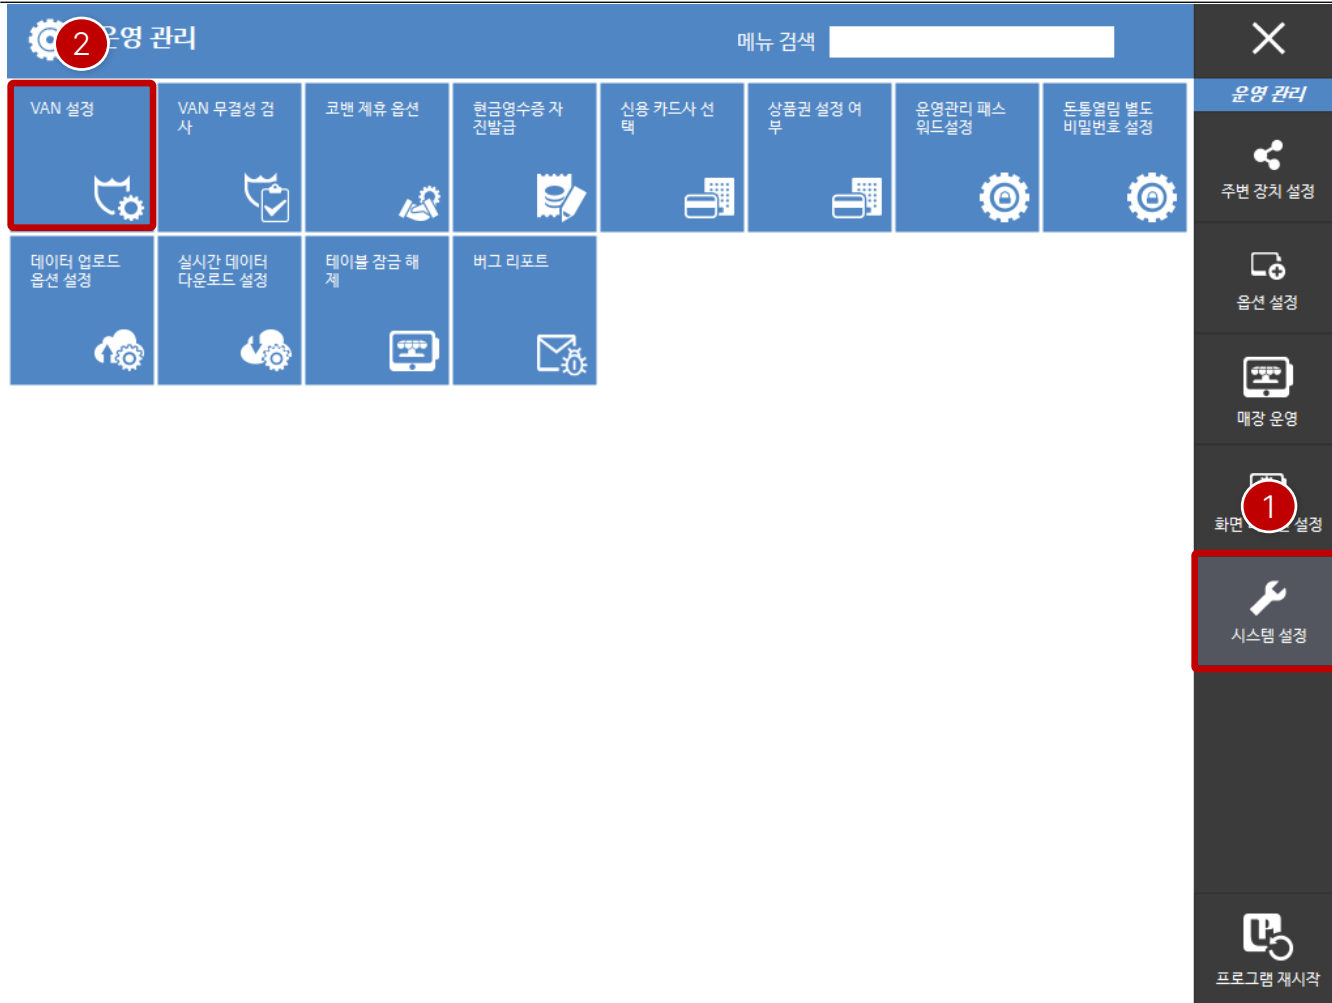 2
운영 관리
메뉴 검색
운영 관리
VAN 설정
VAN 무결성 검
사
코밴 제휴 옵션
현금영수증 자
진발급
신용 카드사 선
택
상품권 설정 여
부
운영관리 패스
워드설정
돈통열림 별도
비밀번호 설정
데이터 업로드
옵션 설정
실시간 데이터
다운로드 설정
테이블 잠금 해
제
버그 리포트
주변 장치 설정
옵션 설정
매장 운영
1
화면 설정
시스템 설정
프로그램 재시작